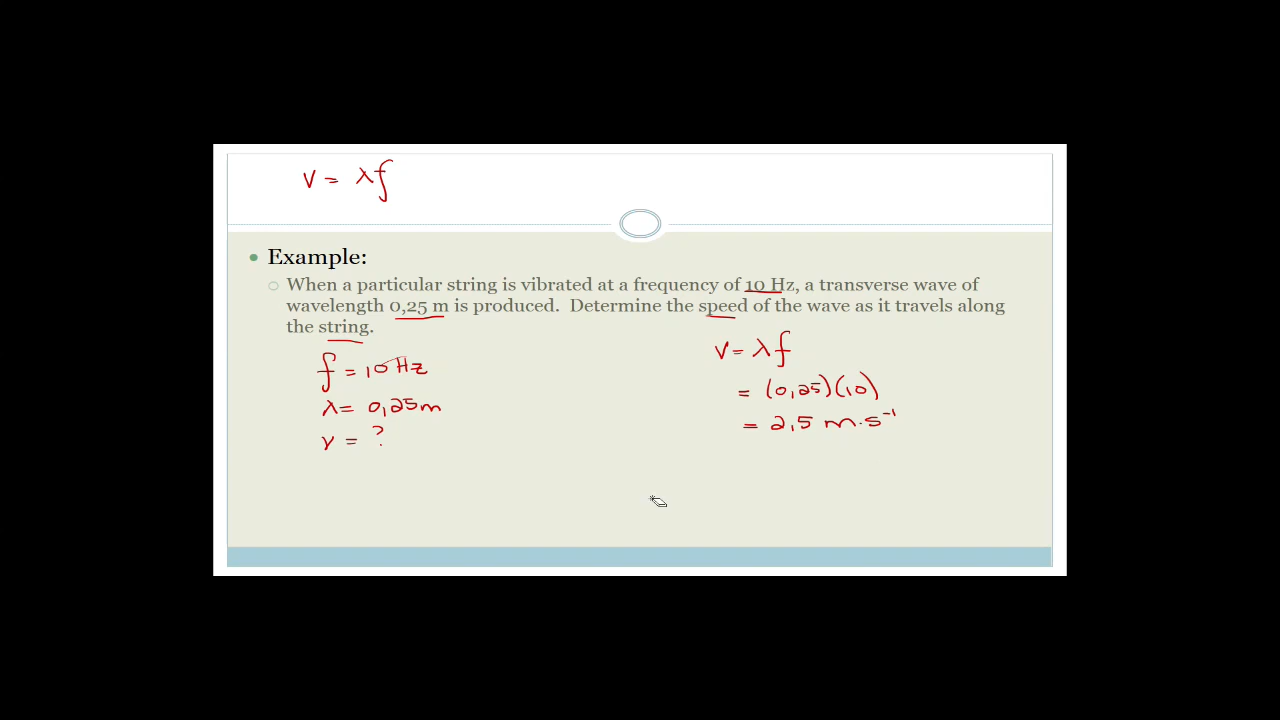 v = λf
Example:
When a particular string is vibrated at a frequency of 10 Hz, a transverse wave of
wavelength 0,25 m is produced. Determine the speed of the wave as it travels along
the string.
f = 10 Hz
λ = 0,25m
v = ?
v = λf
= (0,25)(10)
= 2,5 m·s⁻¹